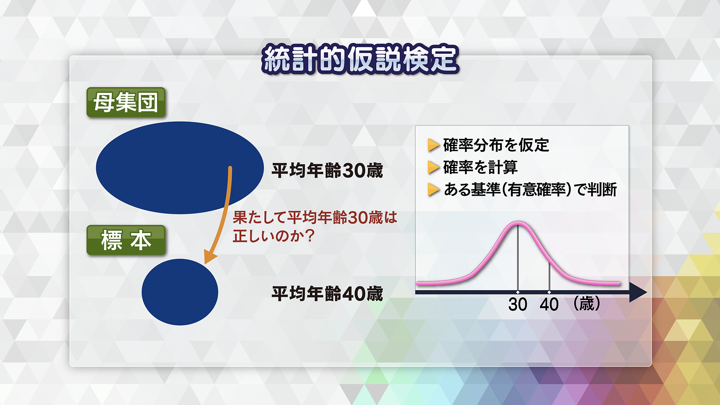 統計的仮説検定
母集団
平均年齢30歳
果たして平均年齢30歳は
正しいのか？
標本
平均年齢40歳
確率分布を仮定
確率を計算
ある基準（有意確率）で判断
30 40 （歳）